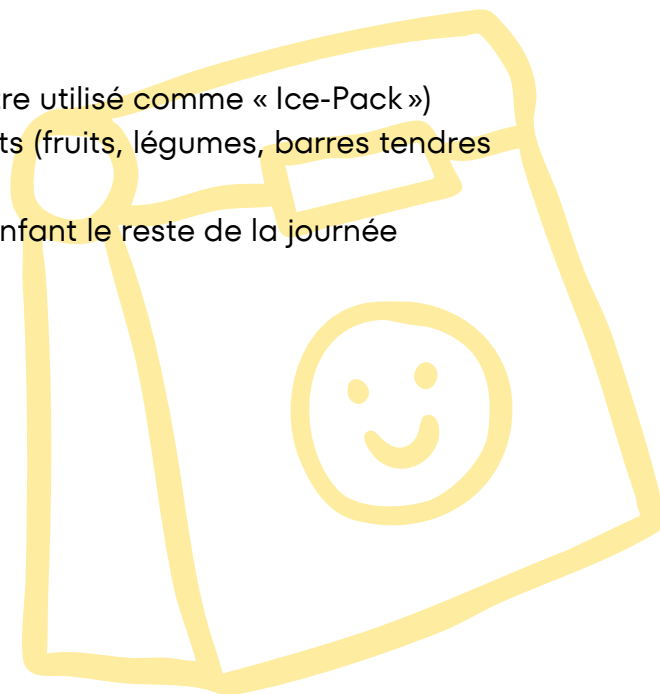 re utilisé comme « Ice-Pack »)
ts (fruits, légumes, barres tendres
nfant le reste de la journée